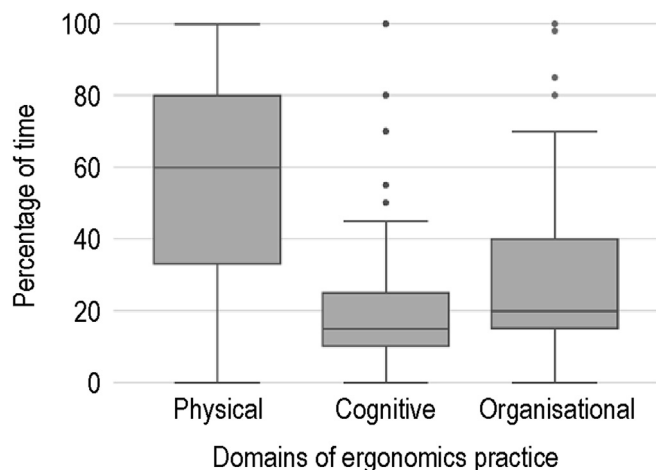 Percentage of time
100
80
60
40
20
0
Physical
Cognitive
Organisational
Domains of ergonomics practice